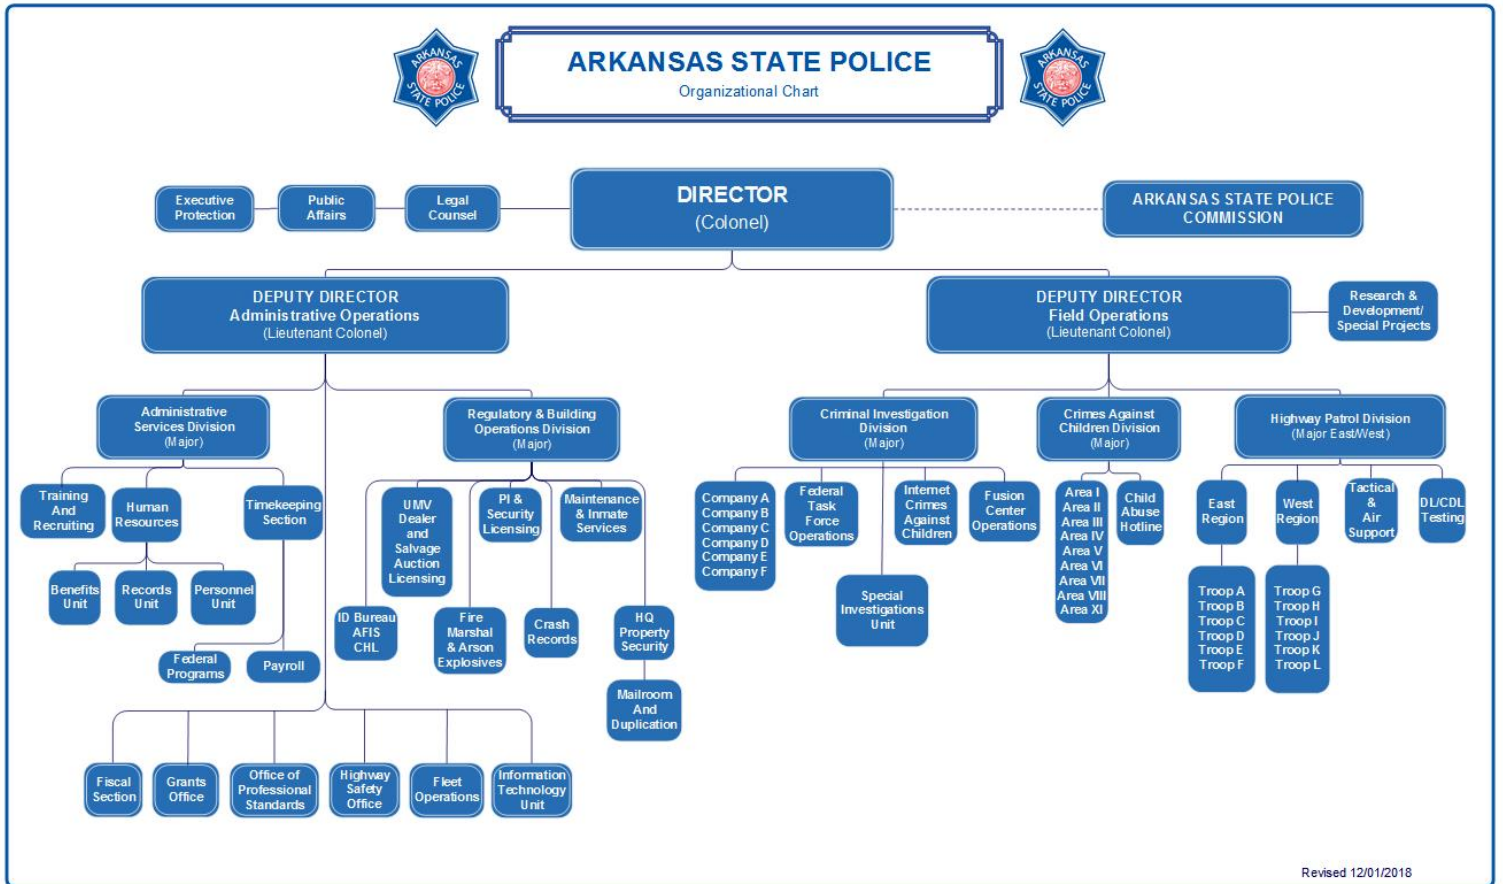 ARKANSAS
STATE POLICE
ARKANSAS STATE POLICE
Organizational Chart
ARKANSAS
STATE POLICE
Executive
Protection
Public
Affairs
Legal
Counsel
DIRECTOR
(Colonel)
ARKANSAS STATE POLICE
COMMISSION
DEPUTY DIRECTOR
Administrative Operations
(Lieutenant Colonel)
DEPUTY DIRECTOR
Field Operations
(Lieutenant Colonel)
Research &
Development/
Special Projects
Administrative
Services Division
(Major)
Regulatory & Building
Operations Division
(Major)
Criminal Investigation
Division
(Major)
Crimes Against
Children Division
(Major)
Highway Patrol Division
(Major East/West)
Training
And
Recruiting
Human
Resources
Timekeeping
Section
UMV
Dealer
and
Salvage
Auction
Licensing
PI &
Security
Licensing
Maintenance
& Inmate
Services
Company A
Company B
Company C
Company D
Company E
Company F
Federal
Task
Force
Operations
Internet
Crimes
Against
Children
Fusion
Center
Operations
Area I
Area II
Area III
Area IV
Area V
Area VI
Area VII
Area VIII
Area XI
Child
Abuse
Hotline
East
Region
West
Region
Tactical
&
Air
Support
DL/CDL
Testing
Benefits
Unit
Records
Unit
Personnel
Unit
Special
Investigations
Unit
Troop A
Troop B
Troop C
Troop D
Troop E
Troop F
Troop G
Troop H
Troop I
Troop J
Troop K
Troop L
ID Bureau
AFIS
CHL
Fire
Marshal
& Arson
Explosives
Crash
Records
HQ
Property
Security
Federal
Programs
Payroll
Mailroom
And
Duplication
Fiscal
Section
Grants
Office
Office of
Professional
Standards
Highway
Safety
Office
Fleet
Operations
Information
Technology
Unit
Revised 12/01/2018